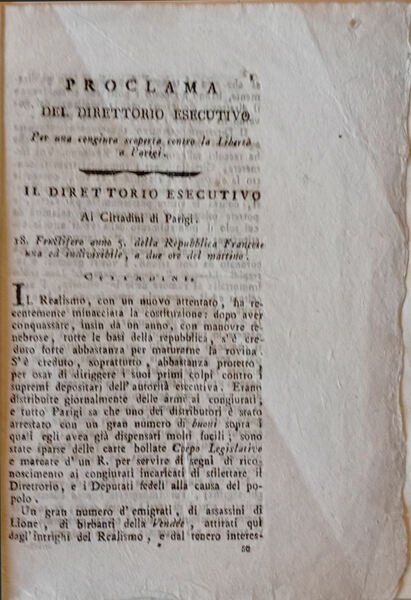 PROCLAMA
DEL DIRETTORIO ESECUTIVO
Per una congiura scoperta contro la Libertà
a Parigi.
IL DIRETTORIO ESECUTIVO
Ai Cittadini di Parigi.
18. Fruttifero anno 5. della Repubblica Francese
una ed indivisibile, a due ore del mattino.
CITTADINI,
IL Realismo, con un nuovo attentato, ha re-
centemente minacciata la costituzione: dopo aver
conquassate, insin da un anno, con manovre te-
nebrose, tutte le basi della repubblica, s'è cre-
duto forte abbastanza per maturarne la rovina.
S'è creduto, soprattutto, abbastanza protetto
per osar di diriggere i suoi primi colpi contro i
supremi depositarj dell'autorità esecutiva. Erano
distribuite giornalmente delle arme ai congiurati,
e tutto Parigi sa che uno dei distributori è stato
arrestato con un gran numero di buoni sopra i
quali egli avea già dispensati molti fucili; sono
state sparse delle carte bollate Corpo Legislativo
e marcate d'un R. per servire di segni di rico-
noscimento ai congiurati incaricati di stilettare il
Direttorio, e i Deputati fedeli alla causa del po-
polo.
Un gran numero d'emigrati, di assassini di
Lione, di birbanti della Vendée, attirati qui
dagl'intrighi del Realismo, e dal tenero interes-
se